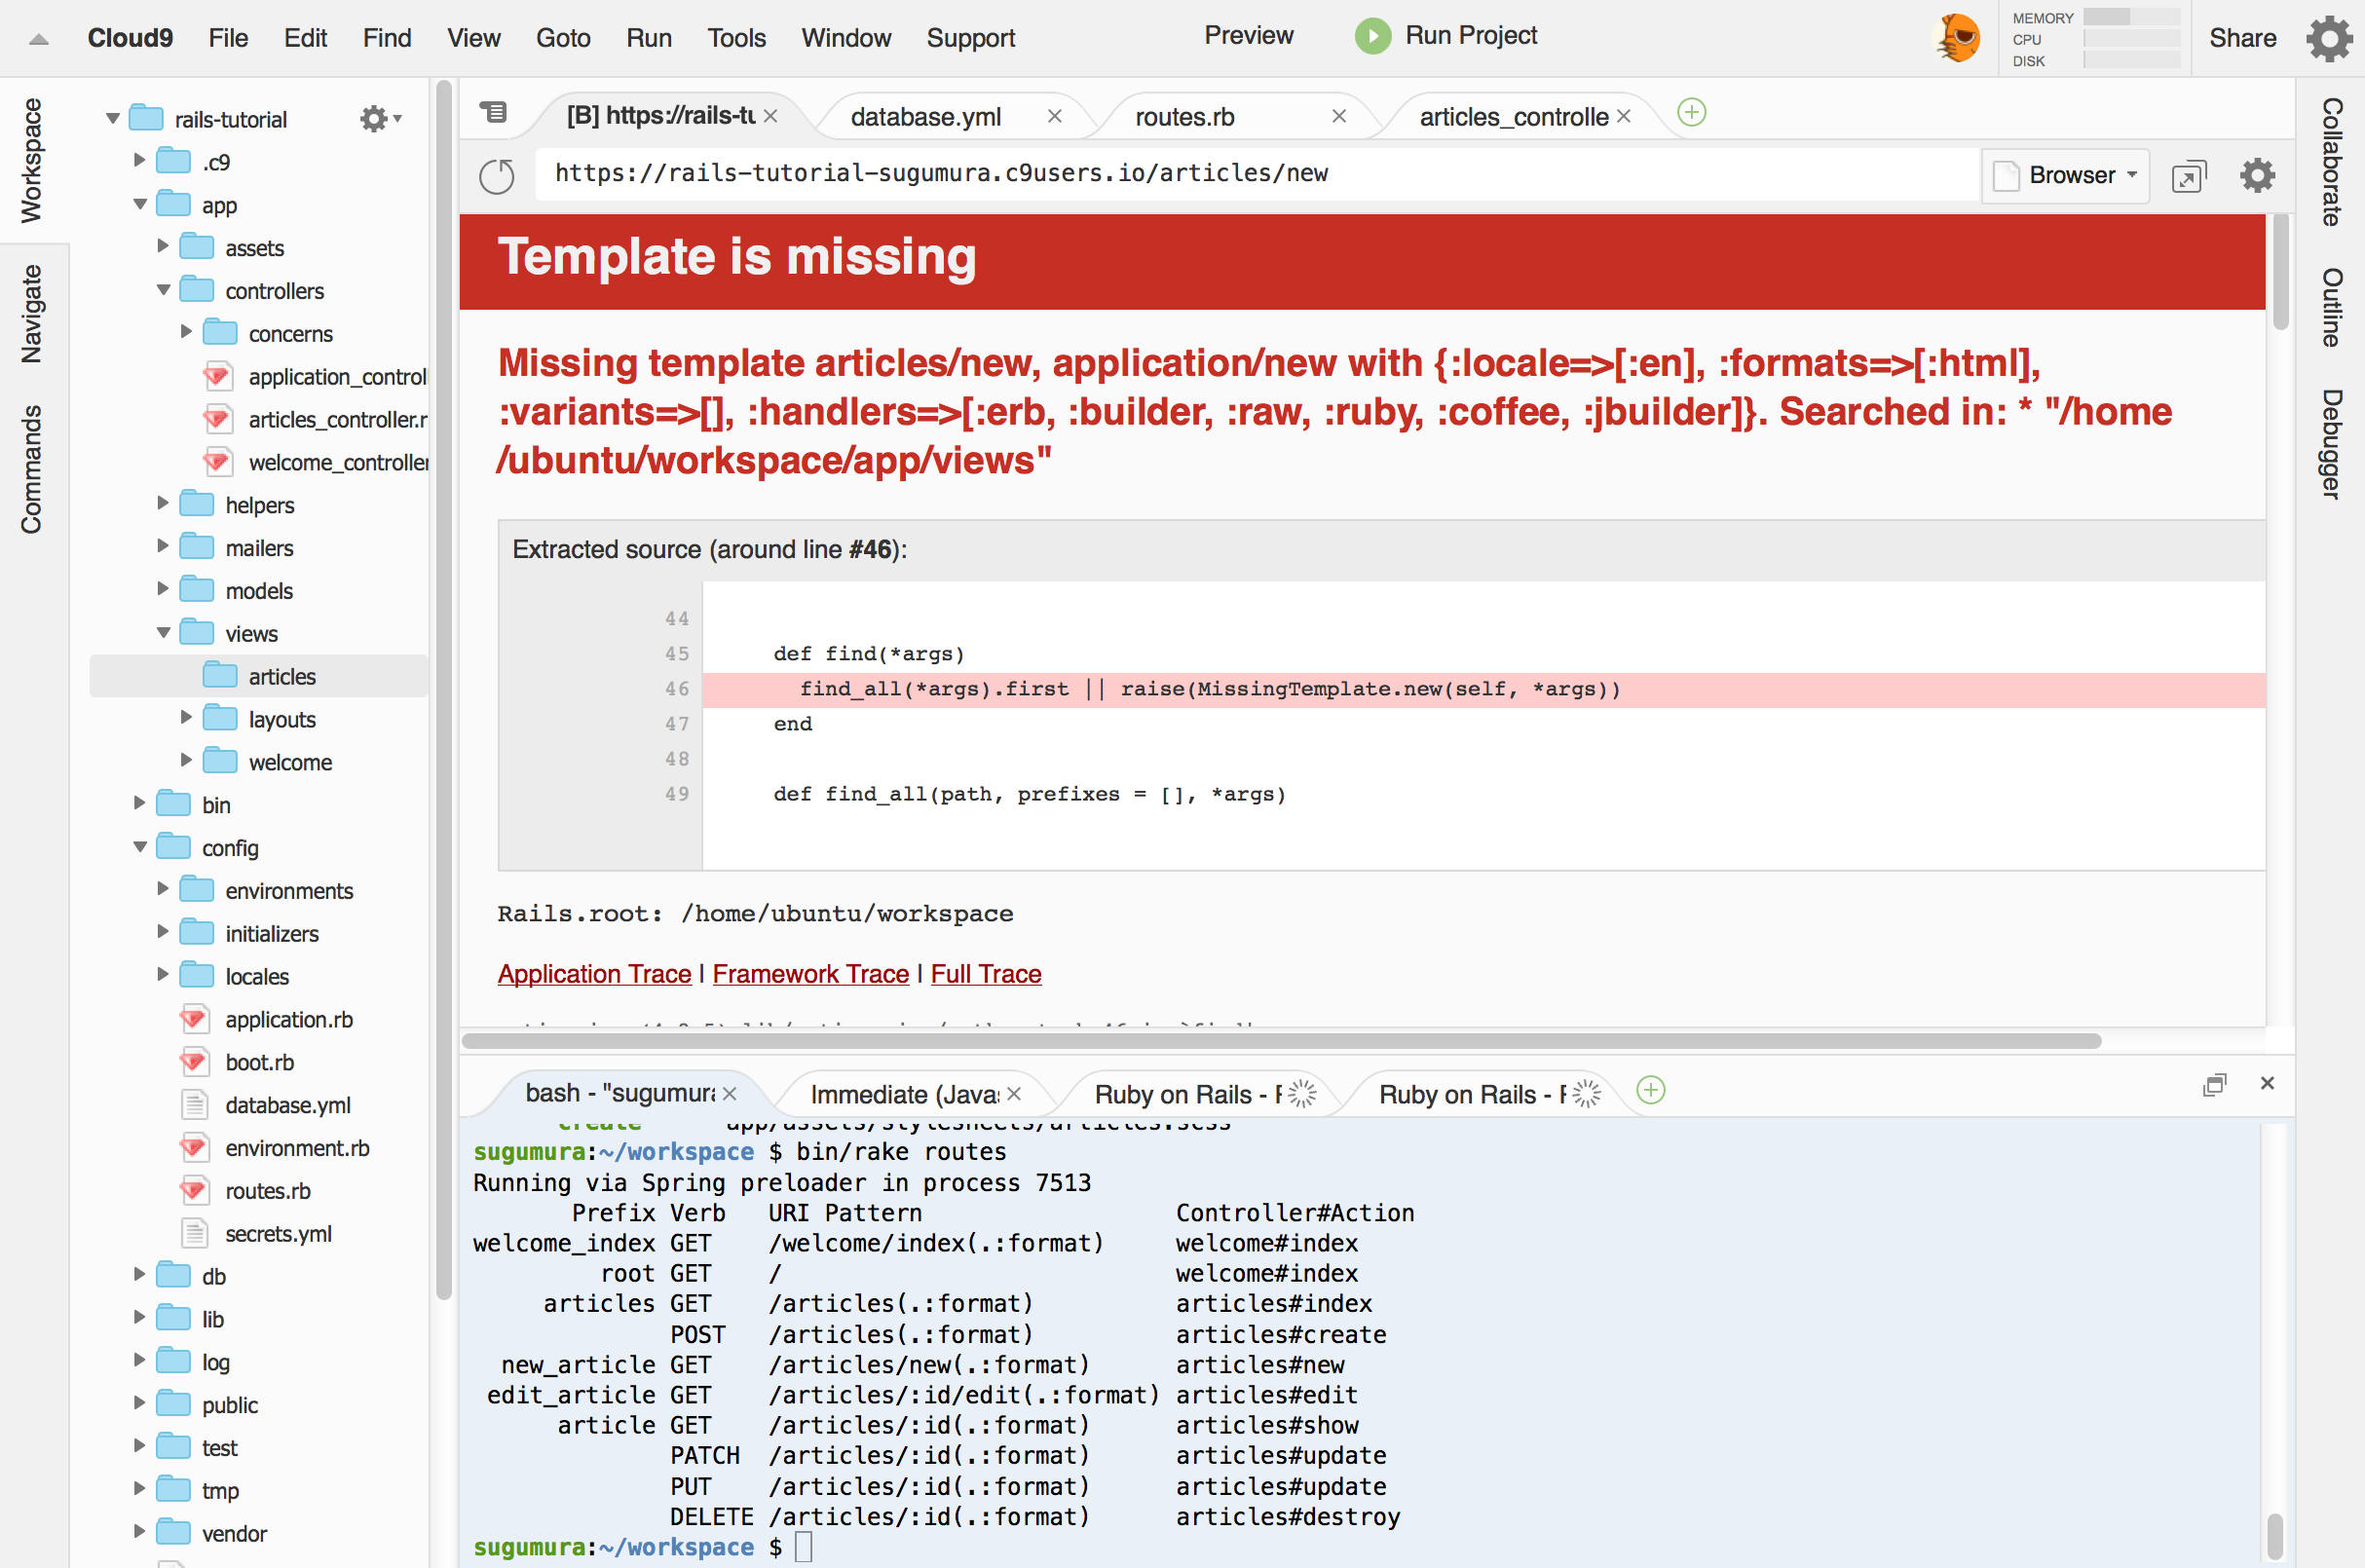 Cloud9 File Edit Find View Goto Run Tools Window Support Preview Run Project MEMORY CPU DISK Share
Workspace
Navigate
Commands
rails-tutorial
.c9
app
assets
controllers
concerns
application_control
articles_controller.r
welcome_controller
helpers
mailers
models
views
articles
layouts
welcome
bin
config
environments
initializers
locales
application.rb
boot.rb
database.yml
environment.rb
routes.rb
secrets.yml
db
lib
log
public
test
tmp
vendor
[B] https://rails-tu database.yml routes.rb articles_controlle
https://rails-tutorial-sugumura.c9users.io/articles/new Browser
Template is missing
Missing template articles/new, application/new with {:locale=>[:en], :formats=>[:html],
:variants=>[], :handlers=>[:erb, :builder, :raw, :ruby, :coffee, :jbuilder]}. Searched in: * "/home
/ubuntu/workspace/app/views"
Extracted source (around line #46):
44
45 def find(*args)
46 find_all(*args).first || raise(MissingTemplate.new(self, *args))
47 end
48
49 def find_all(path, prefixes = [], *args)
Rails.root: /home/ubuntu/workspace
Application Trace | Framework Trace | Full Trace
bash - "sugumura Immediate (Javas Ruby on Rails - Ruby on Rails -
create app/assets/stylesheets/articles.scss
sugumura:~/workspace $ bin/rake routes
Running via Spring preloader in process 7513
Prefix Verb URI Pattern Controller#Action
welcome_index GET /welcome/index(.:format) welcome#index
root GET / welcome#index
articles GET /articles(.:format) articles#index
POST /articles(.:format) articles#create
new_article GET /articles/new(.:format) articles#new
edit_article GET /articles/:id/edit(.:format) articles#edit
article GET /articles/:id(.:format) articles#show
PATCH /articles/:id(.:format) articles#update
PUT /articles/:id(.:format) articles#update
DELETE /articles/:id(.:format) articles#destroy
sugumura:~/workspace $
Collaborate
Outline
Debugger